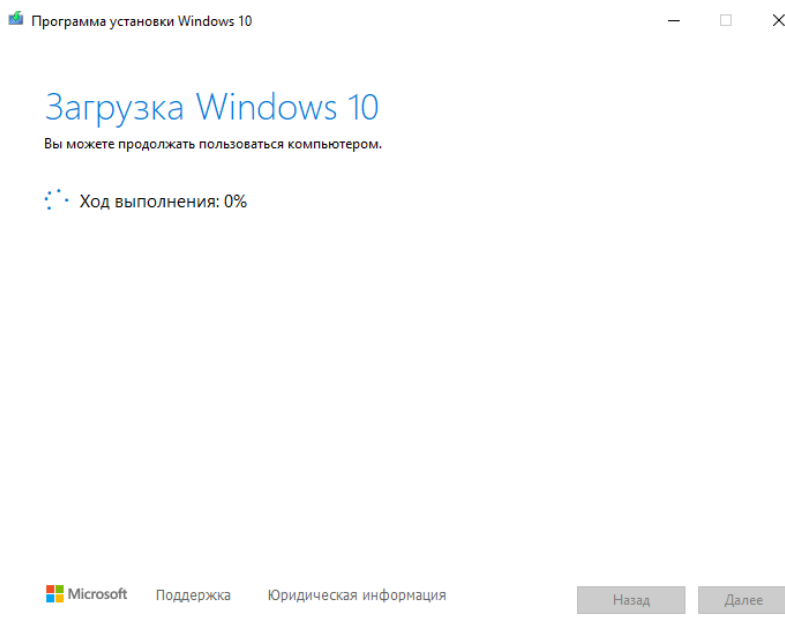 Программа установки Windows 10
Загрузка Windows 10
Вы можете продолжать пользоваться компьютером.
Ход выполнения: 0%
Microsoft Поддержка Юридическая информация Назад Далее